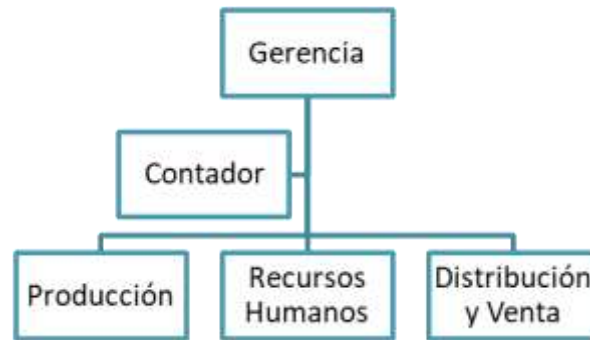 Gerencia
Contador
Producción
Recursos
Humanos
Distribución
y Venta